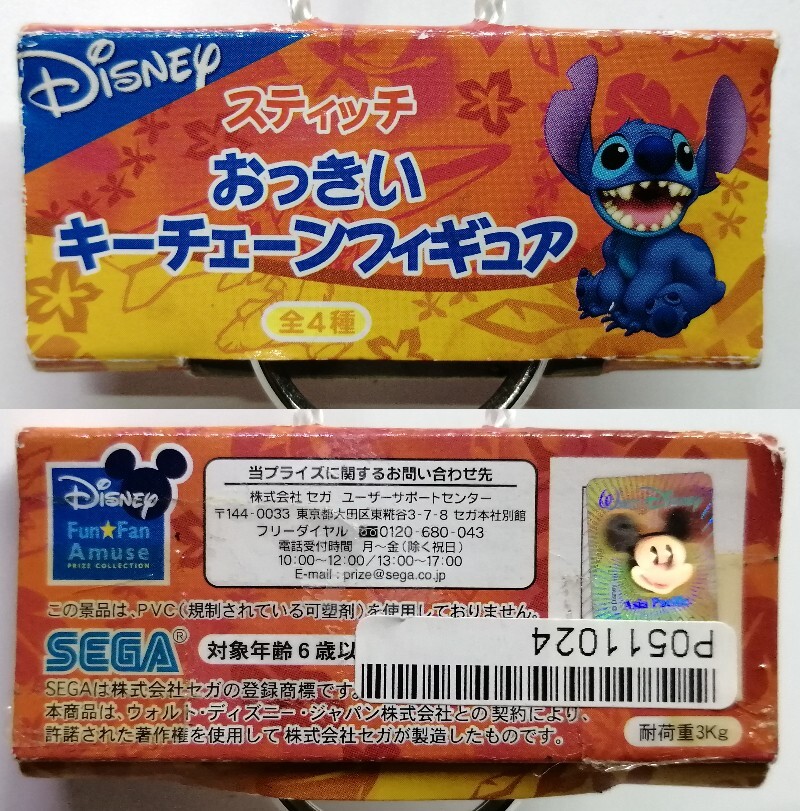 DISNEY
スティッチ
おっきい
キーチェーンフィギュア
全4種
DISNEY
Fun★Fan
Amuse
PRIZE COLLECTION
当プライズに関するお問い合わせ先
株式会社 セガ ユーザーサポートセンター
〒144-0033 東京都大田区東糀谷3-7-8 セガ本社別館
フリーダイヤル 0120-680-043
電話受付時間 月〜金(除く祝日)
10:00〜12:00/13:00〜17:00
E-mail : prize@sega.co.jp
Walt Disney
Asia Pacific
この景品は、PVC(規制されている可塑剤)を使用しておりません。
SEGA®
対象年齢6歳以
P0511024
SEGAは株式会社セガの登録商標です。
本商品は、ウォルト・ディズニー・ジャパン株式会社との契約により、
許諾された著作権を使用して株式会社セガが製造したものです。
耐荷重3Kg